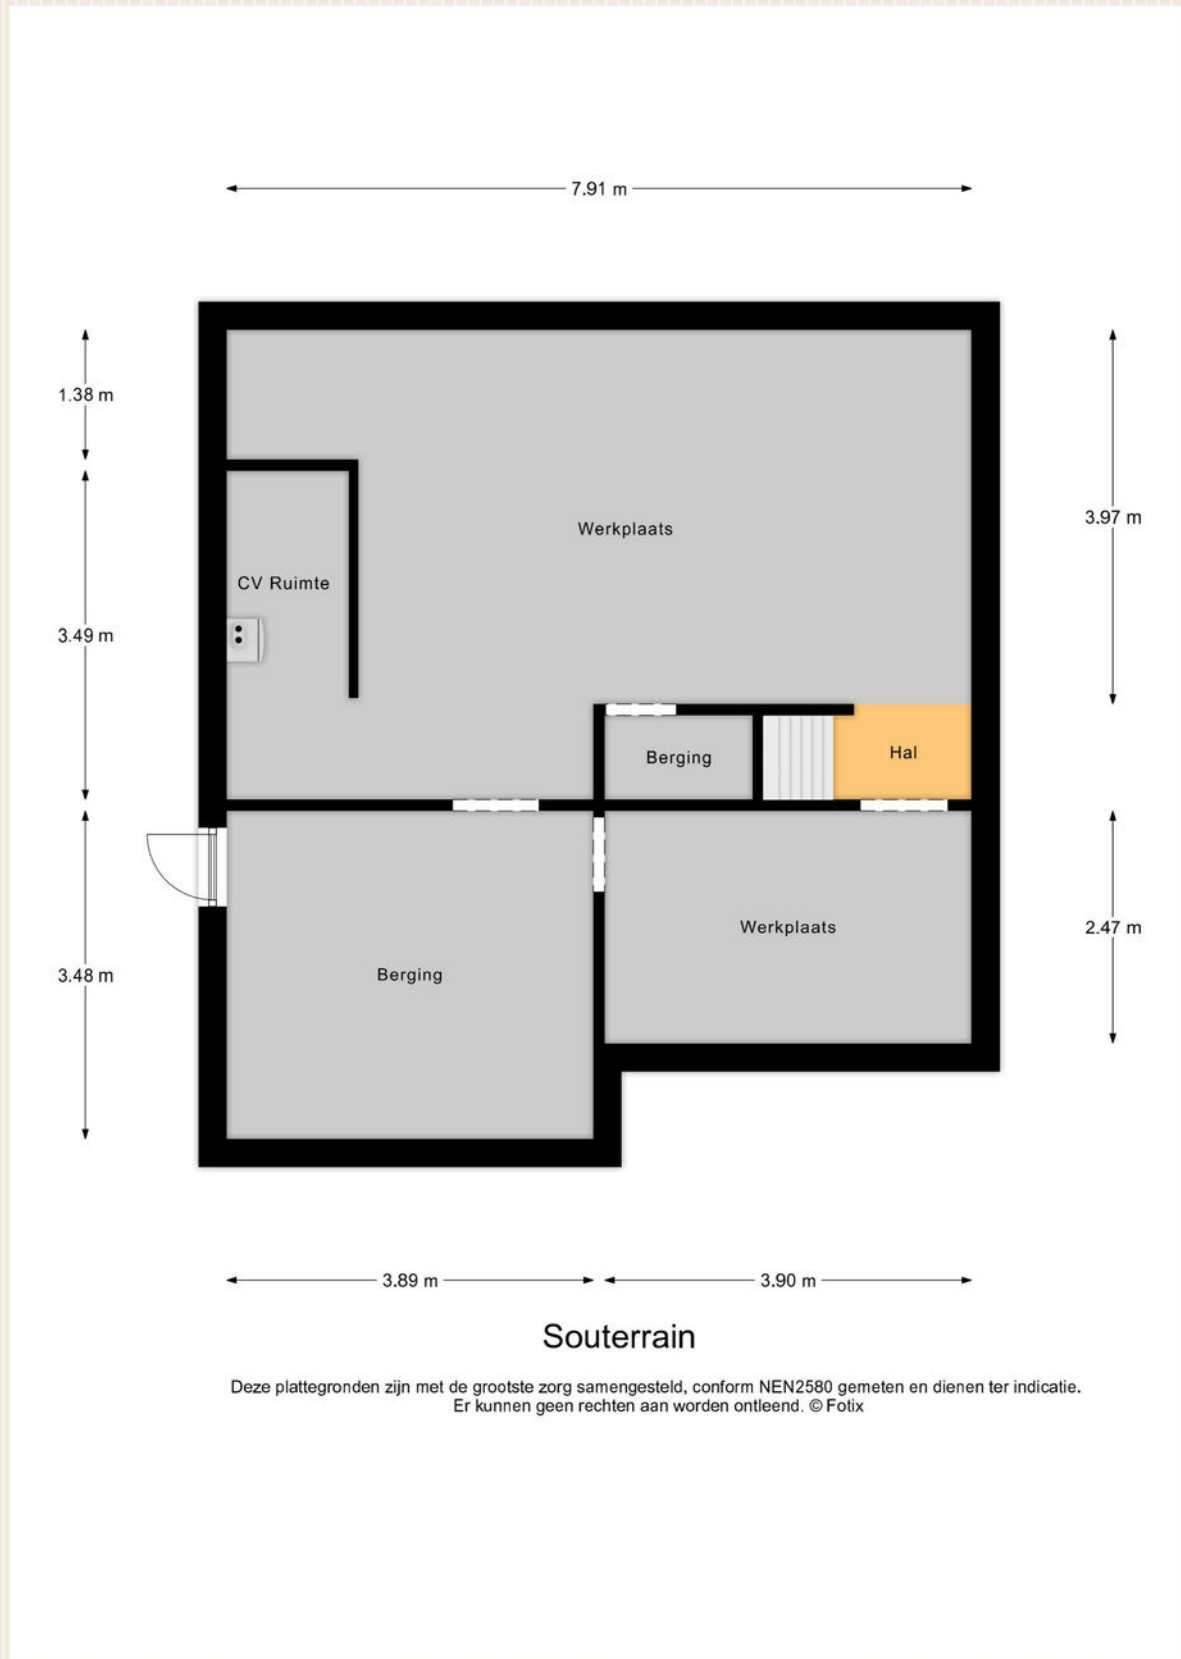 7.91 m
1.38 m
3.97 m
Werkplaats
CV Ruimte
3.49 m
Hal
Berging
Werkplaats
2.47 m
Berging
3.48 m
3.89 m
3.90 m
Souterrain
Deze plattegronden zijn met de grootste zorg samengesteld, conform NEN2580 gemeten en dienen ter indicatie.
Er kunnen geen rechten aan worden ontleend. © Fotix